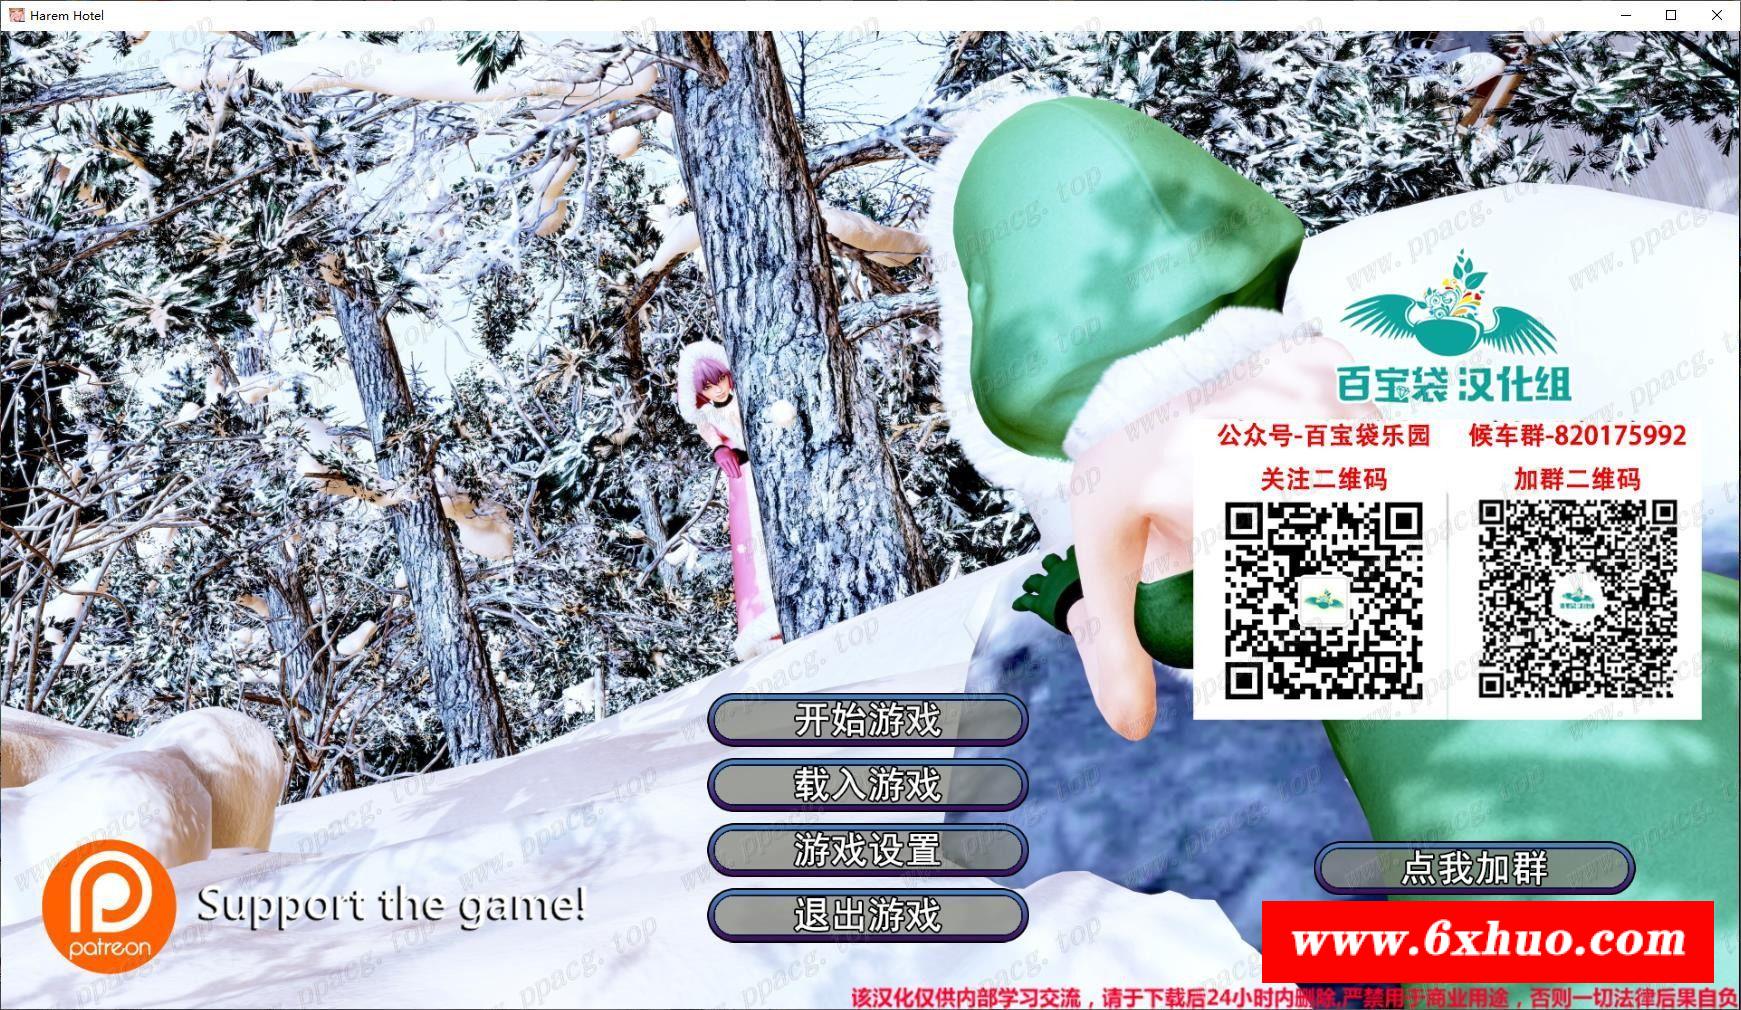 Harem Hotel
百宝袋汉化组
公众号-百宝袋乐园
候车群-820175992
关注二维码
加群二维码
开始游戏
载入游戏
游戏设置
退出游戏
点我加群
patreon
Support the game!
www.6xhuo.com
该汉化仅供内部学习交流，请于下载后24小时内删除,严禁用于商业用途，否则一切法律后果自负
www.ppacg.top